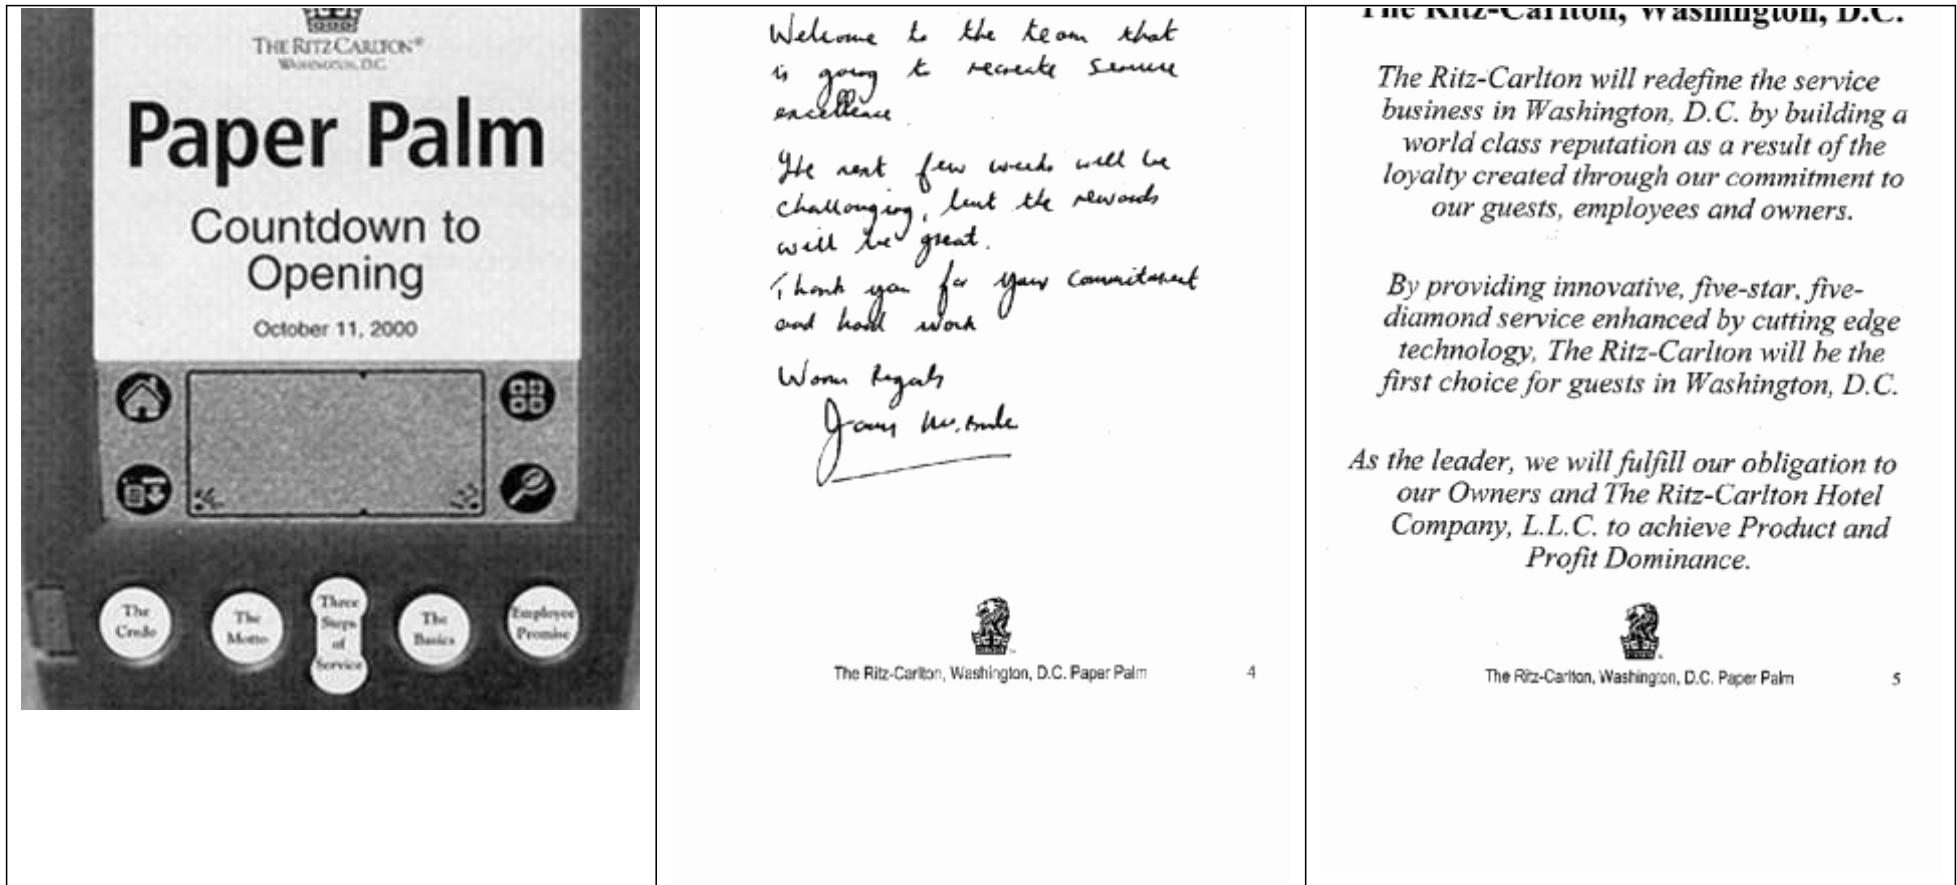 THE RITZ-CARLTON®
WASHINGTON, D.C.
Paper Palm
Countdown to
Opening
October 11, 2000
The
Credo
The
Motto
Three
Steps
of
Service
The
Basics
Employee
Promise
Welcome to the team that
is going to recreate service
excellence.
The next few weeks will be
challenging, but the rewards
will be great.
Thank you for your commitment
and hard work
Warm Regards
The Ritz-Carlton, Washington, D.C. Paper Palm 4
The Ritz-Carlton, Washington, D.C.
The Ritz-Carlton will redefine the service
business in Washington, D.C. by building a
world class reputation as a result of the
loyalty created through our commitment to
our guests, employees and owners.
By providing innovative, five-star, five-
diamond service enhanced by cutting edge
technology, The Ritz-Carlton will be the
first choice for guests in Washington, D.C.
As the leader, we will fulfill our obligation to
our Owners and The Ritz-Carlton Hotel
Company, L.L.C. to achieve Product and
Profit Dominance.
The Ritz-Carlton, Washington, D.C. Paper Palm 5